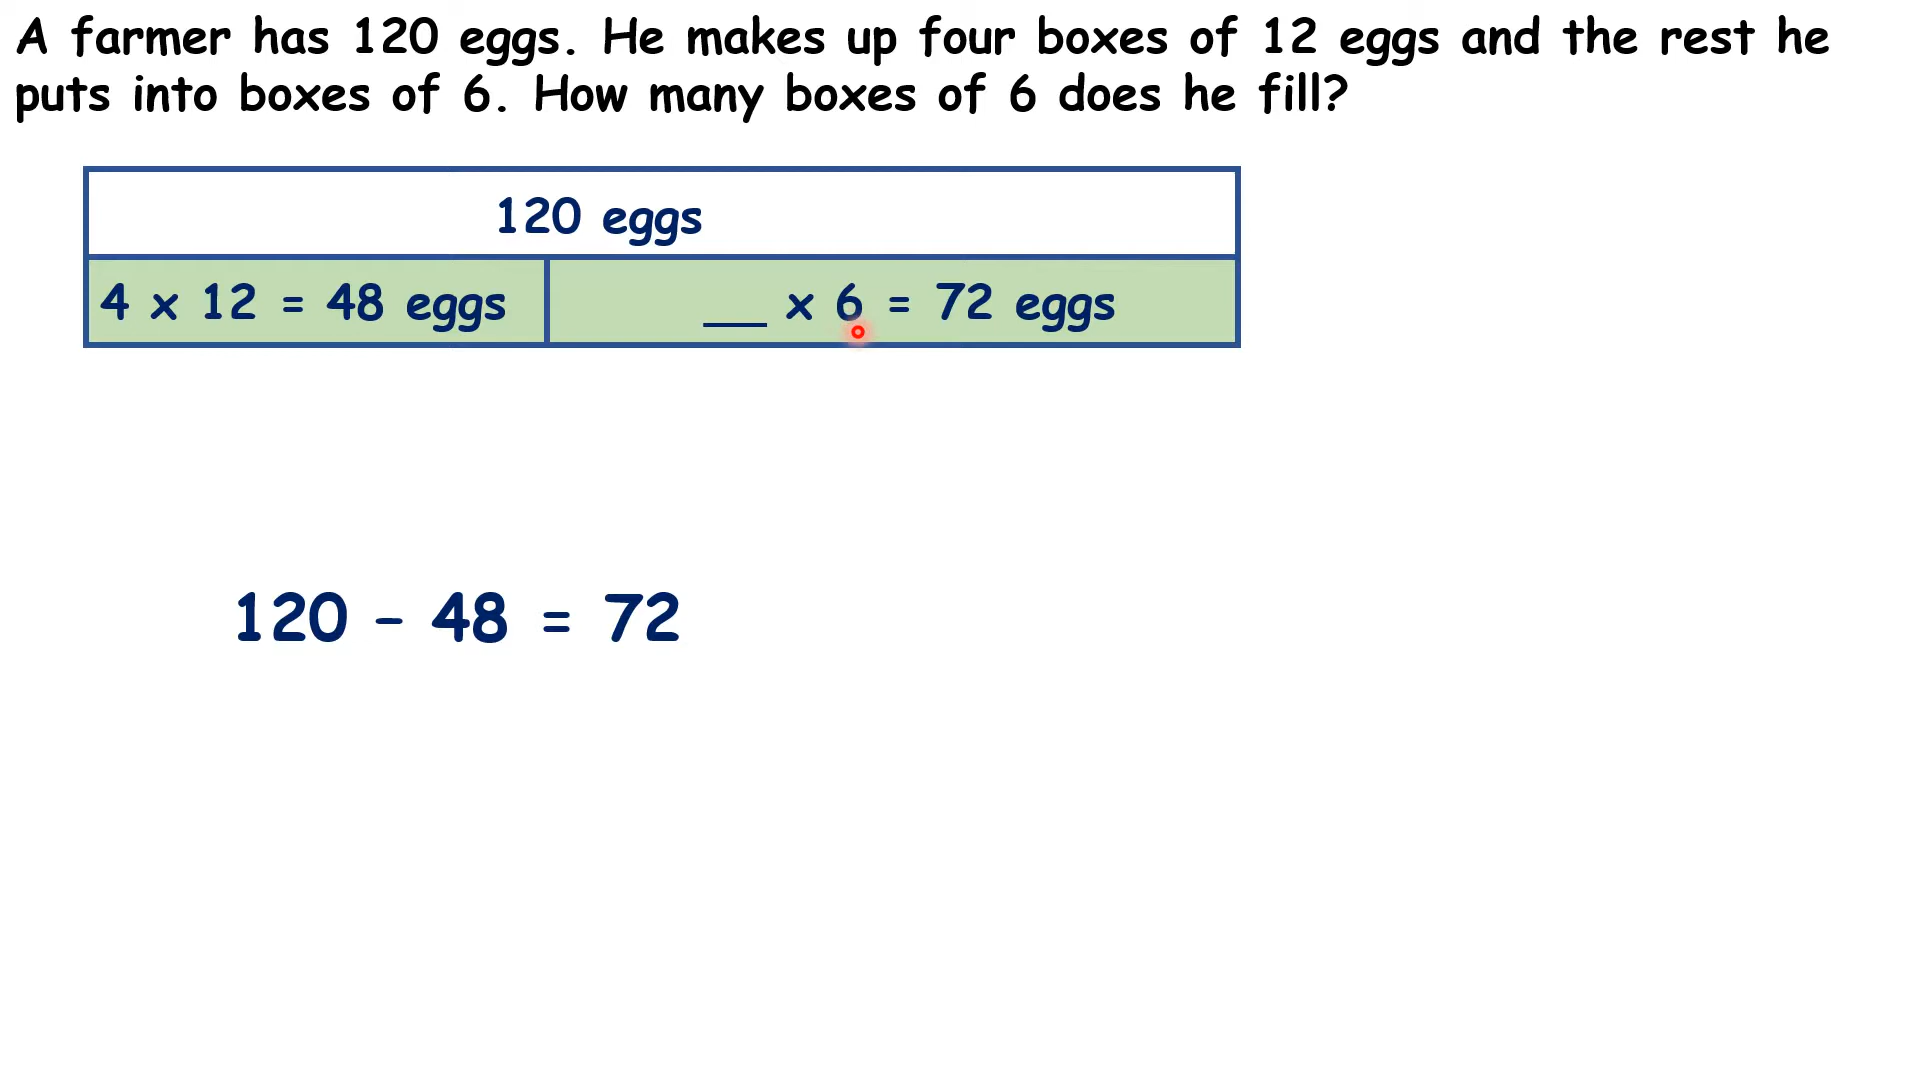 A farmer has 120 eggs. He makes up four boxes of 12 eggs and the rest he
puts into boxes of 6. How many boxes of 6 does he fill?
120 eggs
4 x 12 = 48 eggs
__ x 6 = 72 eggs
120 – 48 = 72